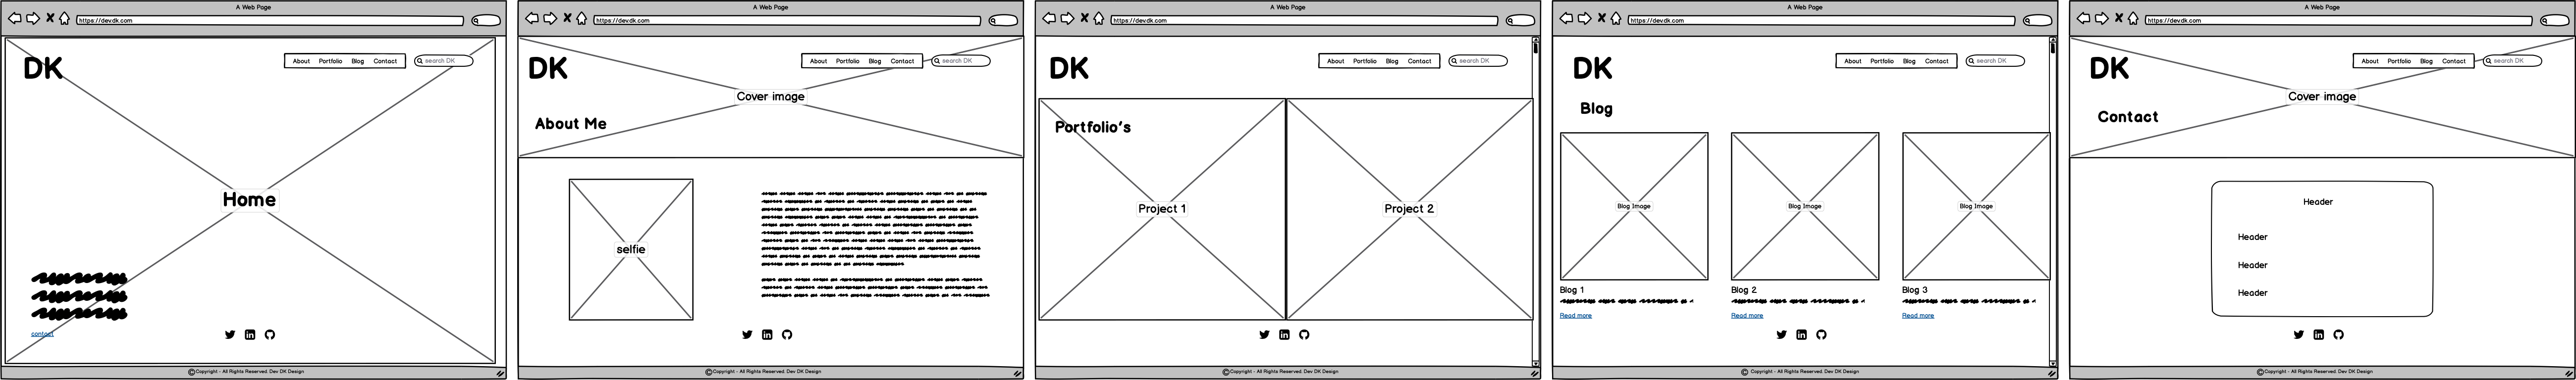 A Web Page
https://dev.dk.com
DK
About Portfolio Blog Contact
search DK
Home
contact
©Copyright - All Rights Reserved. Dev DK Design
A Web Page
https://dev.dk.com
DK
About Portfolio Blog Contact
search DK
Cover image
About Me
selfie
©Copyright - All Rights Reserved. Dev DK Design
A Web Page
https://dev.dk.com
DK
About Portfolio Blog Contact
search DK
Portfolio's
Project 1
Project 2
©Copyright - All Rights Reserved. Dev DK Design
A Web Page
https://dev.dk.com
DK
About Portfolio Blog Contact
search DK
Blog
Blog Image
Blog Image
Blog Image
Blog 1
Blog 2
Blog 3
Read more
Read more
Read more
© Copyright - All Rights Reserved. Dev DK Design
A Web Page
https://dev.dk.com
DK
About Portfolio Blog Contact
search DK
Cover image
Contact
Header
Header
Header
Header
©Copyright - All Rights Reserved. Dev DK Design